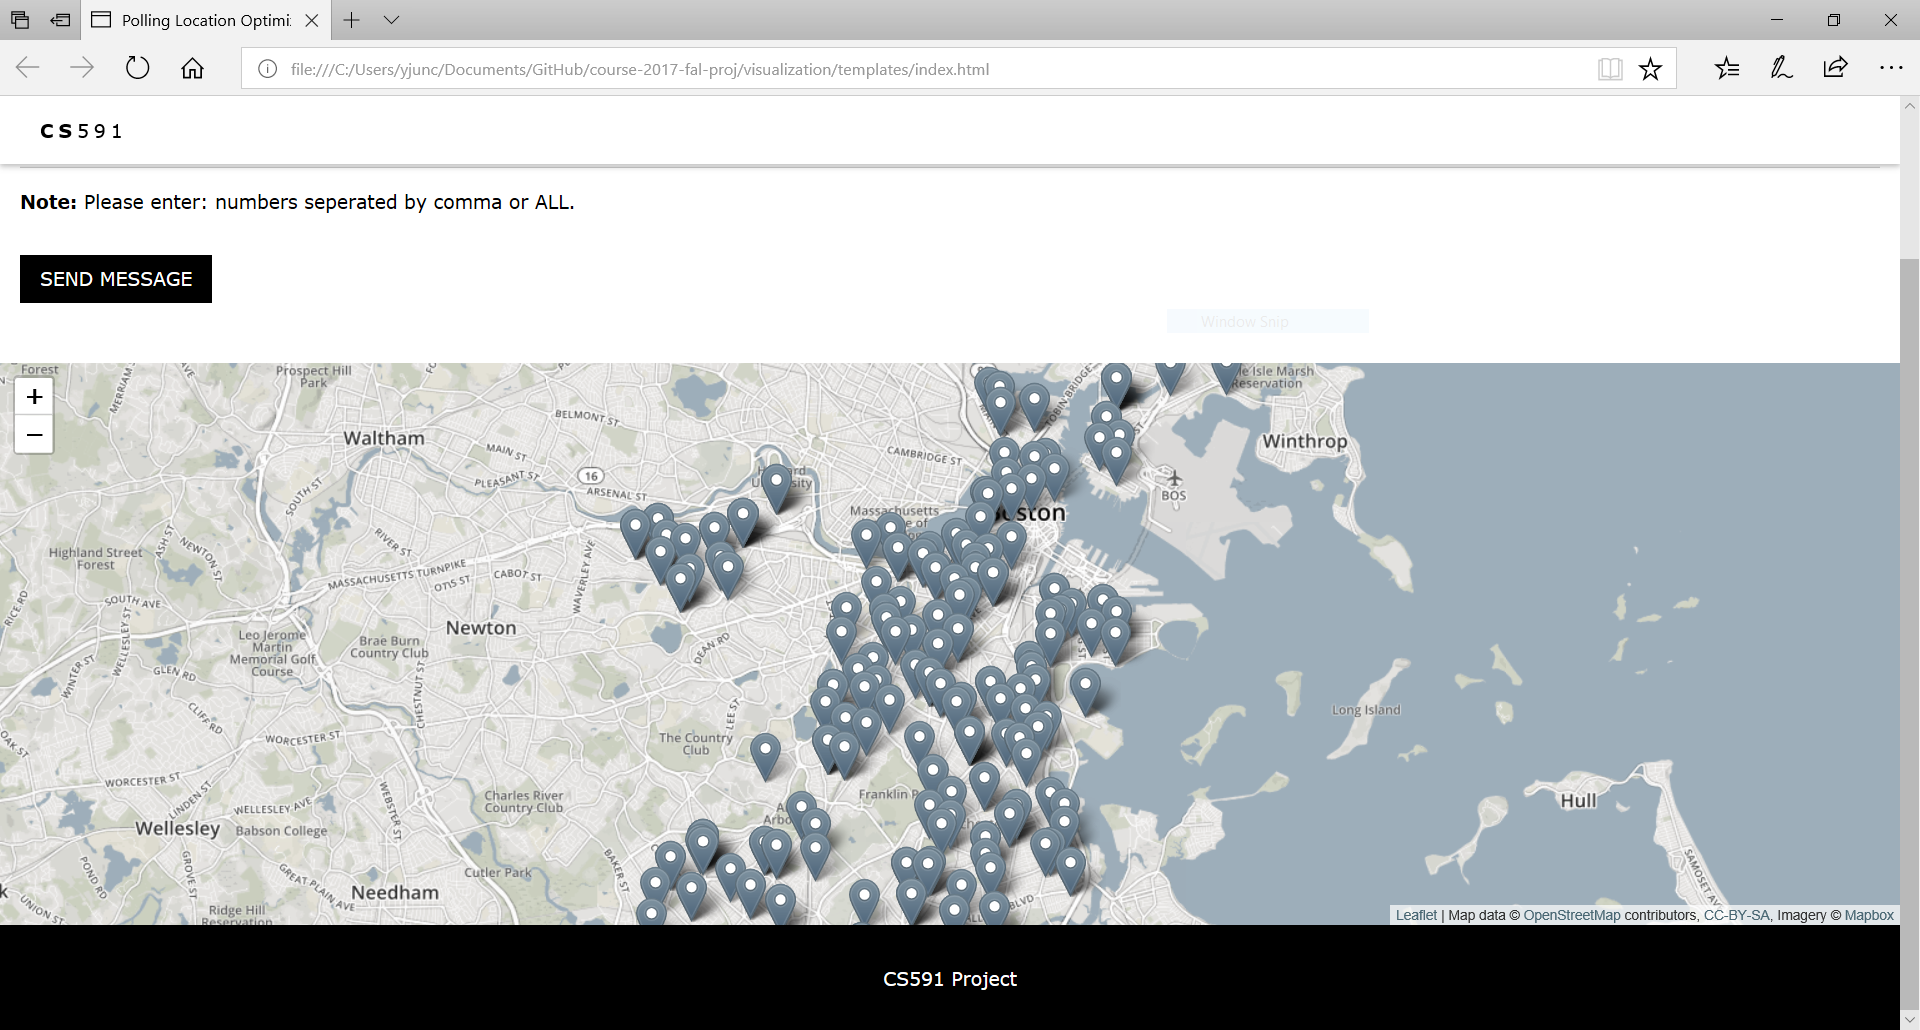 Polling Location Optimi
file:///C:/Users/yjunc/Documents/GitHub/course-2017-fal-proj/visualization/templates/index.html
CS591
Note: Please enter: numbers seperated by comma or ALL.
SEND MESSAGE
Window Snip
+
−
Forest
Prospect Hill
Park
MERRIAM ST
BELMONT ST
Waltham
MAIN ST
PLEASANT ST
16
ARSENAL ST
SOUTH ST
CAMBRIDGE ST
TOBIN BRIDGE
le Isle Marsh
Reservation
Winthrop
BOS
Massachusetts
Highland Street
Forest
ASH ST
NEWTON ST
RIVER ST
MASSACHUSETTS TURNPIKE
OTIS ST
CABOT ST
WAVERLEY AVE
RICE RD
SOUTH AVE
WELLESLEY ST
Newton
Leo Jerome
Martin
Memorial Golf
Course
Brae Burn
Country Club
DEAN RD
WINTER ST
GLEN RD
CHESTNUT ST
LEE ST
CLIFF RD
OAK ST
WORCESTER ST
The Country
Club
Long Island
WORCESTER ST
LINDEN ST
WELLESLEY AVE
WEBSTER ST
Charles River
Country Club
Franklin P
Wellesley
Babson College
Hull
POND RD
GROVE ST
GREAT PLAIN AVE
BAKER ST
Cutler Park
Needham
SAMOSET AV
UNION ST
Ridge Hill
Reservation
BLVD
Leaflet | Map data © OpenStreetMap contributors, CC-BY-SA, Imagery © Mapbox
CS591 Project